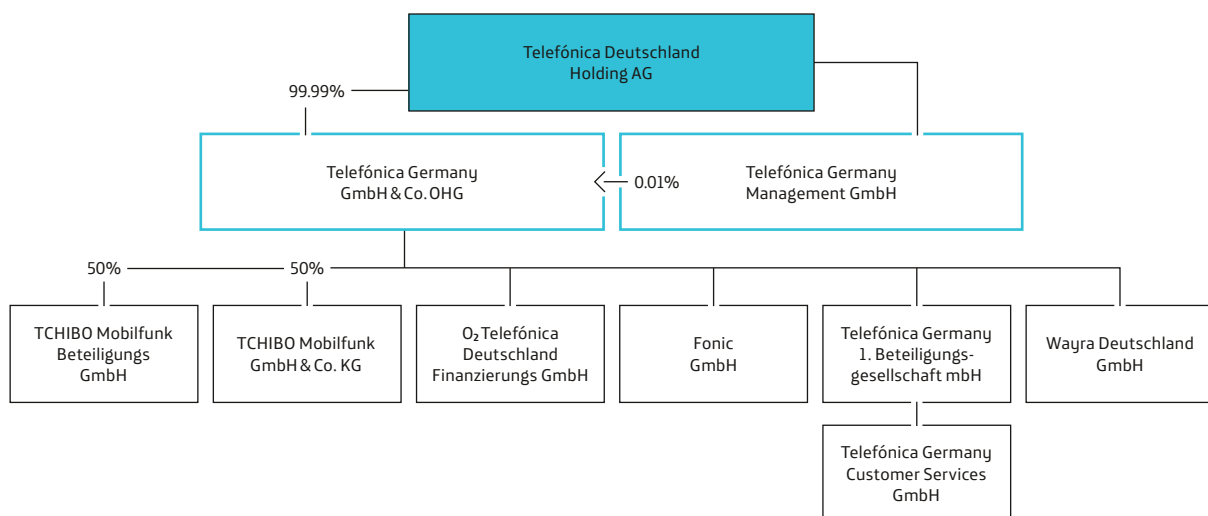 Telefónica Deutschland
Holding AG
99.99%
Telefónica Germany
GmbH & Co. OHG
0.01%
Telefónica Germany
Management GmbH
50%
50%
TCHIBO Mobilfunk
Beteiligungs
GmbH
TCHIBO Mobilfunk
GmbH & Co. KG
O₂ Telefónica
Deutschland
Finanzierungs GmbH
Fonic
GmbH
Telefónica Germany
1. Beteiligungs-
gesellschaft mbH
Wayra Deutschland
GmbH
Telefónica Germany
Customer Services
GmbH